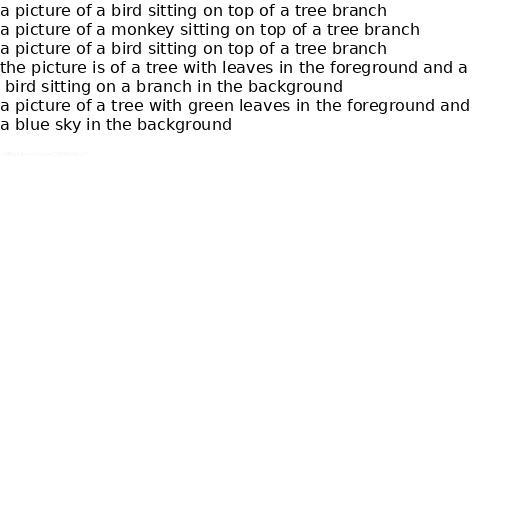 a picture of a bird sitting on top of a tree branch
a picture of a monkey sitting on top of a tree branch
a picture of a bird sitting on top of a tree branch
the picture is of a tree with leaves in the foreground and a
bird sitting on a branch in the background
a picture of a tree with green leaves in the foreground and
a blue sky in the background